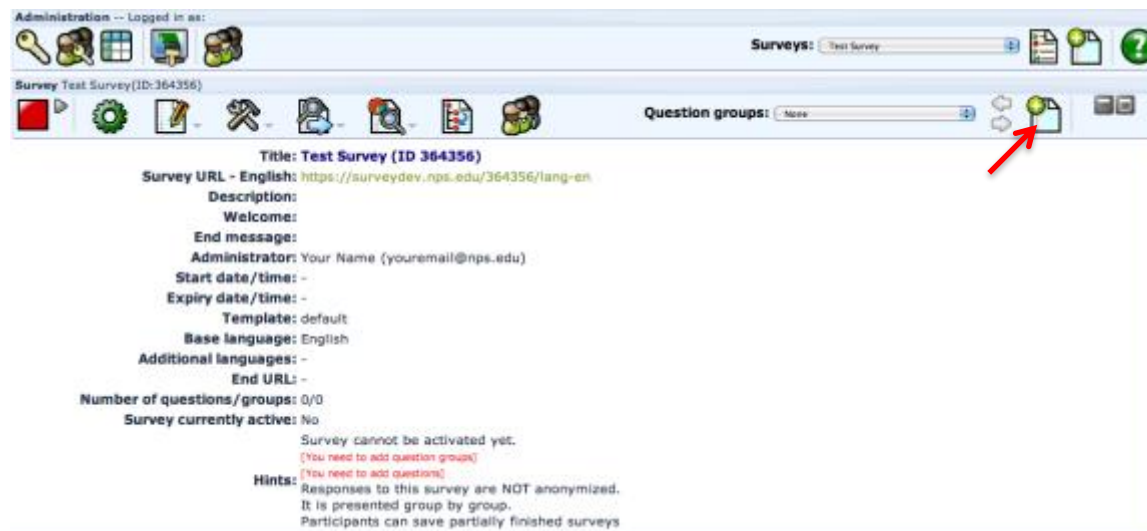 Administration -- Logged in as:
Surveys: Test Survey
Survey Test Survey(ID:364356)
Question groups: None
Title: Test Survey (ID 364356)
Survey URL - English: https://surveydev.nps.edu/364356/lang-en
Description:
Welcome:
End message:
Administrator: Your Name (youremail@nps.edu)
Start date/time: -
Expiry date/time: -
Template: default
Base language: English
Additional languages: -
End URL: -
Number of questions/groups: 0/0
Survey currently active: No
Survey cannot be activated yet.
[You need to add question groups]
[You need to add questions]
Hints: Responses to this survey are NOT anonymized.
It is presented group by group.
Participants can save partially finished surveys